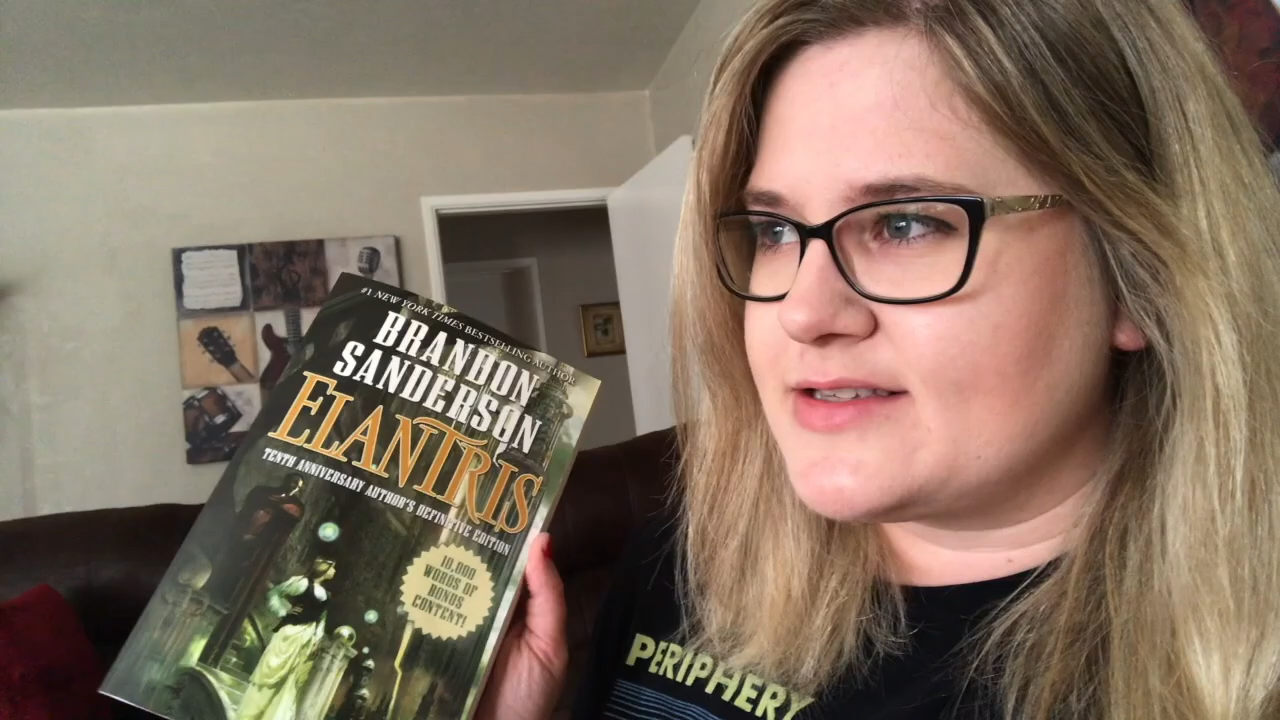 #1 NEW YORK TIMES BESTSELLING AUTHOR
BRANDON
SANDERSON
ELANTRIS
TENTH ANNIVERSARY AUTHOR'S DEFINITIVE EDITION
10,000
WORDS OF
BONUS
CONTENT!
PERIPHERY